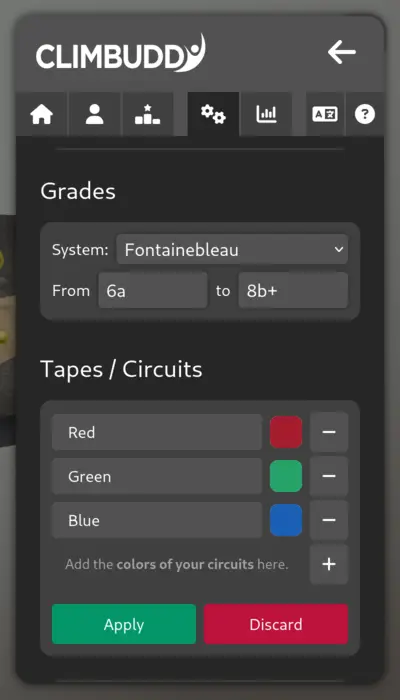 CLIMBUDDY
Grades
System: Fontainebleau
From 6a to 8b+
Tapes / Circuits
Red
Green
Blue
Add the colors of your circuits here.
Apply Discard